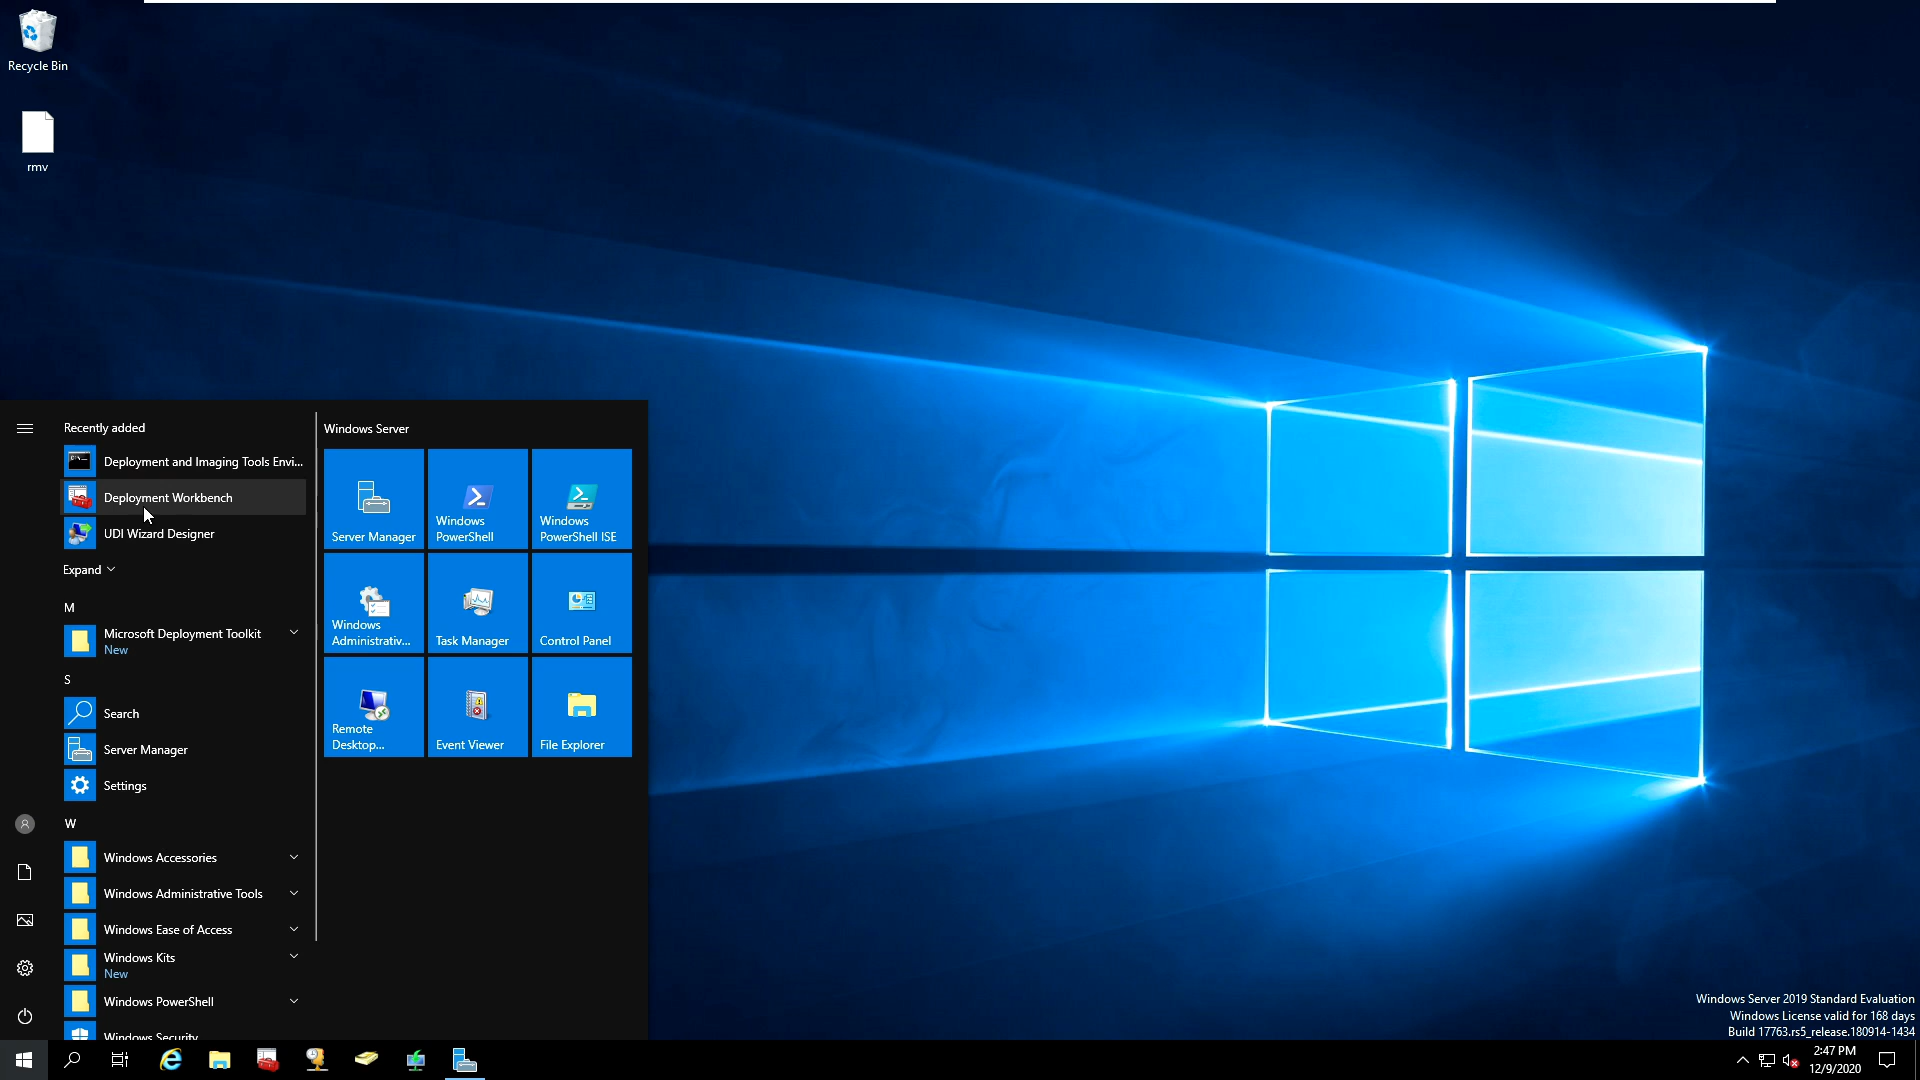 Recycle Bin
rmv
Recently added
Deployment and Imaging Tools Envi...
Deployment Workbench
UDI Wizard Designer
Expand
M
Microsoft Deployment Toolkit
New
S
Search
Server Manager
Settings
W
Windows Accessories
Windows Administrative Tools
Windows Ease of Access
Windows Kits
New
Windows PowerShell
Windows Security
Windows Server
Server Manager
Windows
PowerShell
Windows
PowerShell ISE
Windows
Administrativ...
Task Manager
Control Panel
Remote
Desktop...
Event Viewer
File Explorer
Windows Server 2019 Standard Evaluation
Windows License valid for 168 days
Build 17763.rs5_release.180914-1434
2:47 PM
12/9/2020